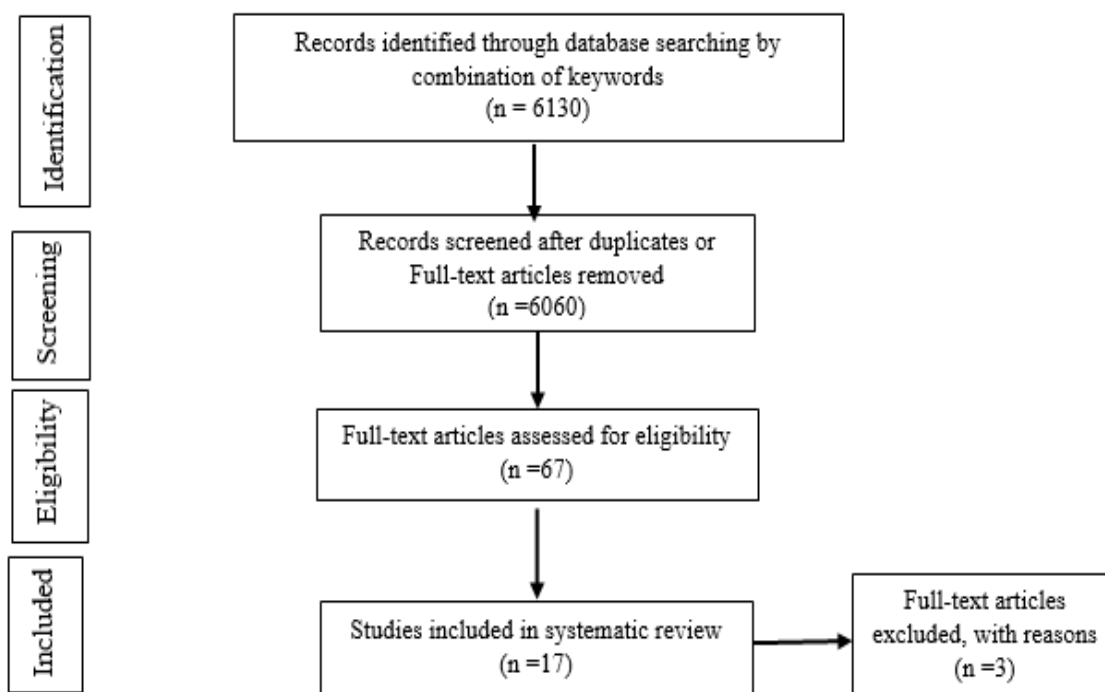 Identification
Records identified through database searching by
combination of keywords
(n = 6130)
Screening
Records screened after duplicates or
Full-text articles removed
(n =6060)
Eligibility
Full-text articles assessed for eligibility
(n =67)
Included
Studies included in systematic review
(n =17)
Full-text articles
excluded, with reasons
(n =3)